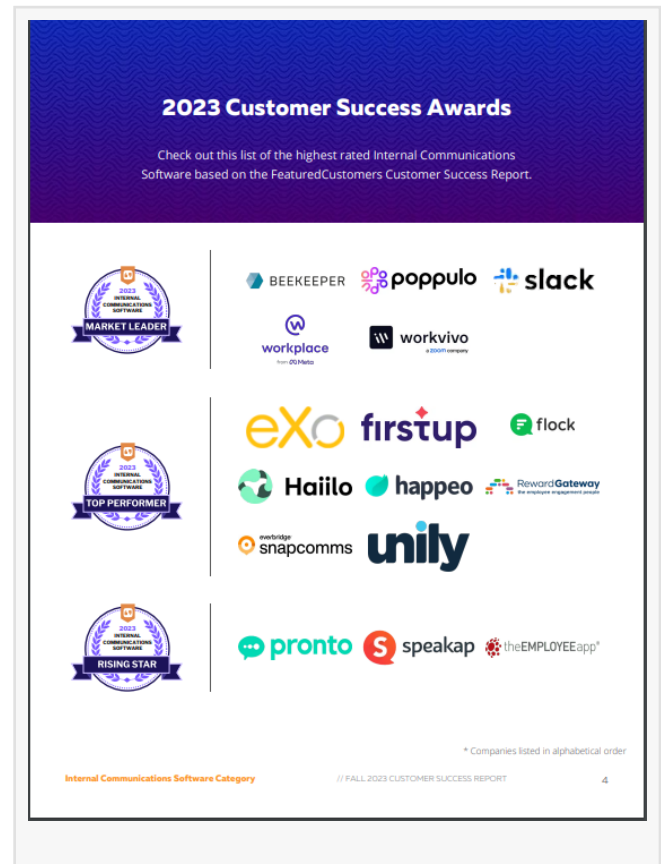 2023 Customer Success Awards
Check out this list of the highest rated Internal Communications
Software based on the FeaturedCustomers Customer Success Report.
2023
INTERNAL
COMMUNICATIONS
SOFTWARE
MARKET LEADER
BEEKEEPER
poppulo
slack
workplace
from Meta
workvivo
a zoom company
2023
INTERNAL
COMMUNICATIONS
SOFTWARE
TOP PERFORMER
eXo
firstup
flock
Haiilo
happeo
RewardGateway
the employee engagement people
everbridge
snapcomms
unily
2023
INTERNAL
COMMUNICATIONS
SOFTWARE
RISING STAR
pronto
S speakap
theEMPLOYEEapp®
* Companies listed in alphabetical order
Internal Communications Software Category
// FALL 2023 CUSTOMER SUCCESS REPORT
4